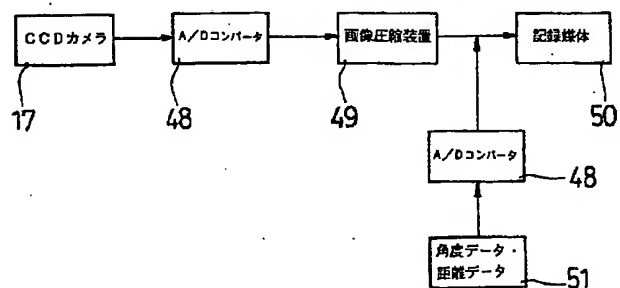 CCDカメラ
A/Dコンバータ
画像圧縮装置
記録媒体
17
48
49
50
A/Dコンバータ
48
角度データ・
距離データ
51